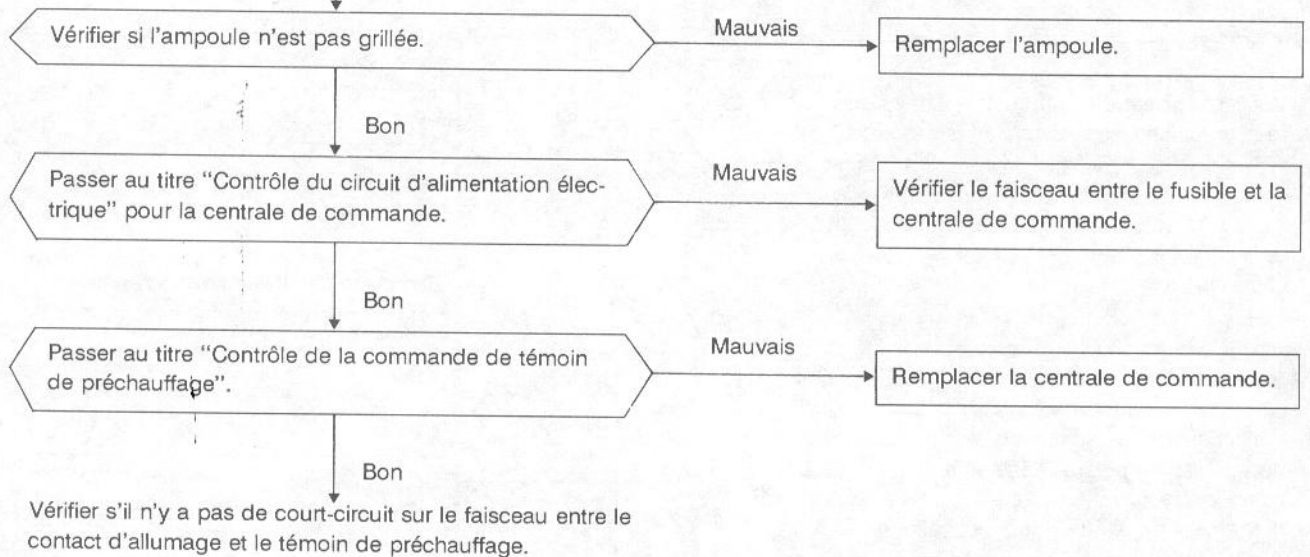 Vérifier si l'ampoule n'est pas grillée.
Mauvais
Remplacer l'ampoule.
Bon
Passer au titre “Contrôle du circuit d'alimentation élec-
trique” pour la centrale de commande.
Mauvais
Vérifier le faisceau entre le fusible et la
centrale de commande.
Bon
Passer au titre “Contrôle de la commande de témoin
de préchauffage”.
Mauvais
Remplacer la centrale de commande.
Bon
Vérifier s'il n'y a pas de court-circuit sur le faisceau entre le
contact d'allumage et le témoin de préchauffage.